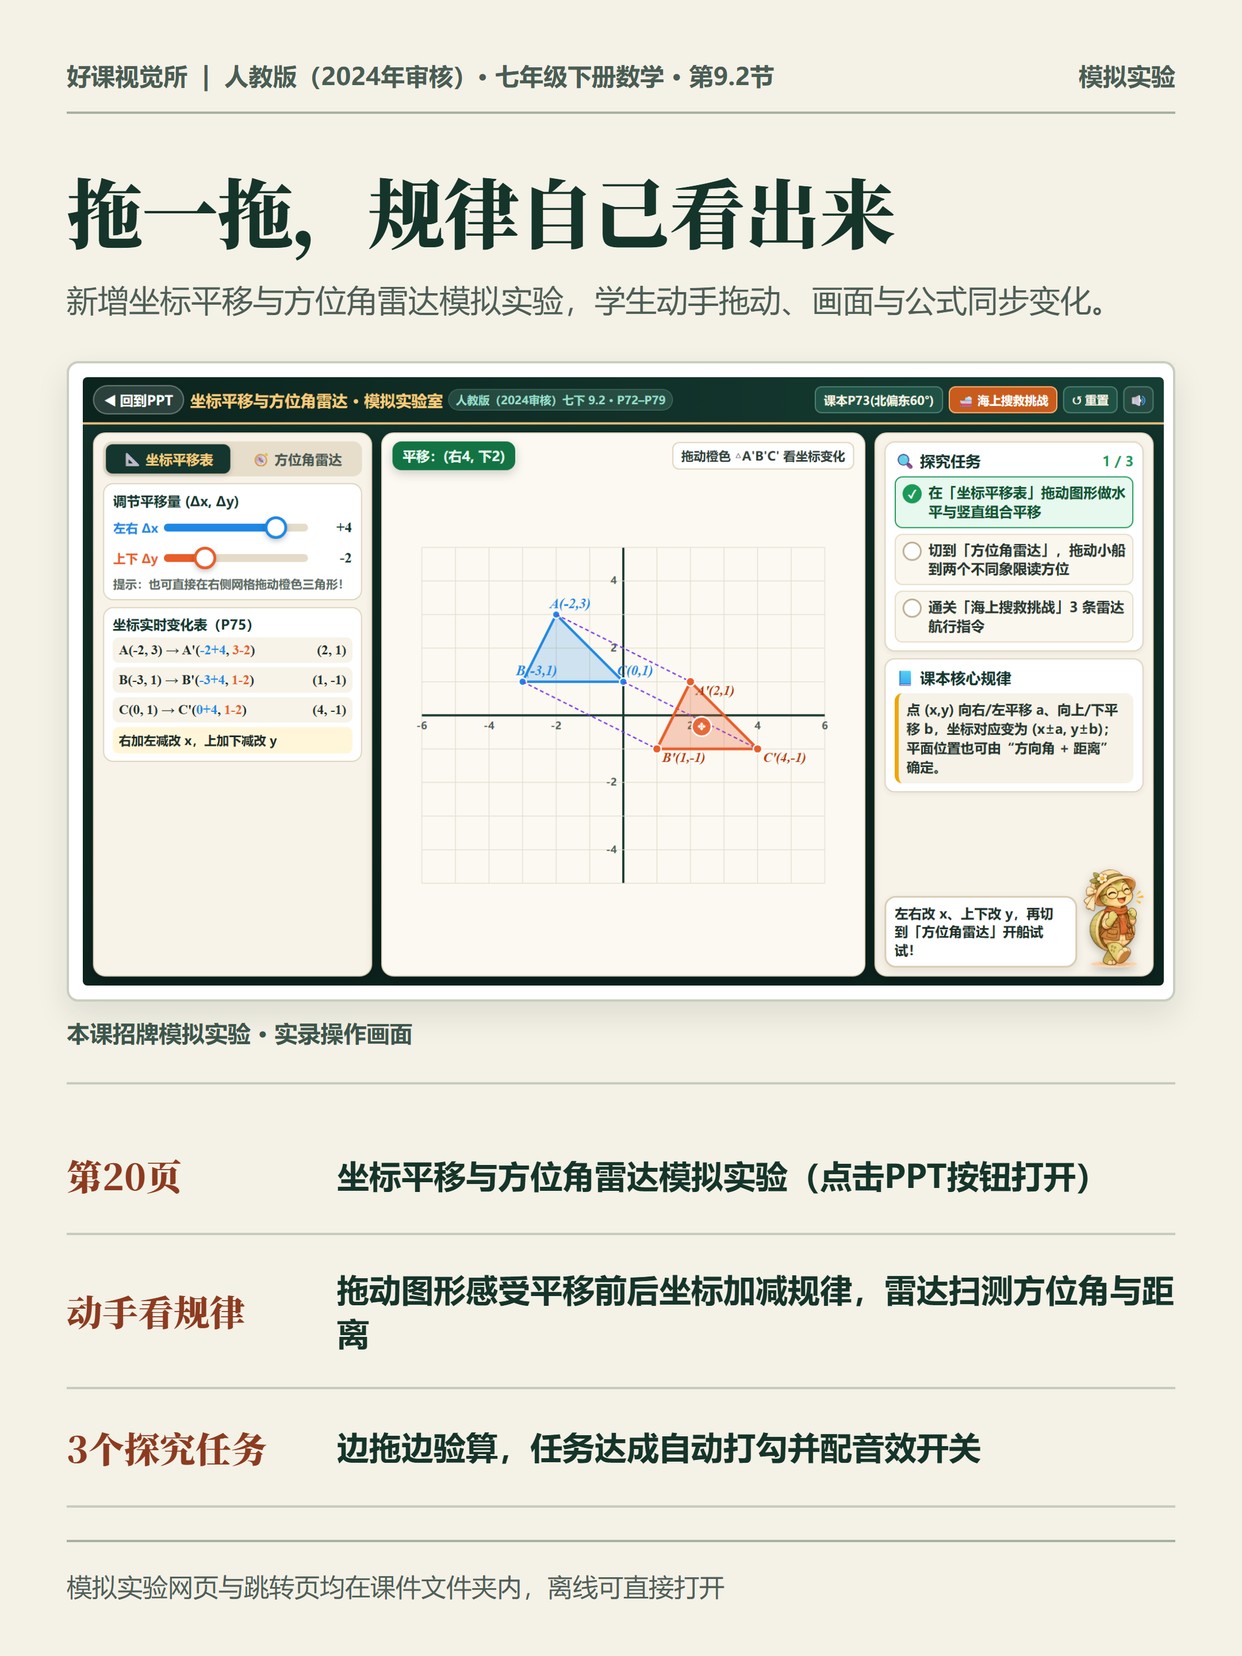 好课视觉所 | 人教版（2024年审核）· 七年级下册数学 · 第9.2节
模拟实验
拖一拖，规律自己看出来
新增坐标平移与方位角雷达模拟实验，学生动手拖动、画面与公式同步变化。
◀ 回到PPT
坐标平移与方位角雷达 · 模拟实验室
人教版（2024审核）七下 9.2 · P72–P79
课本P73(北偏东60°)
海上搜救挑战
↺ 重置
坐标平移表
方位角雷达
调节平移量 (Δx, Δy)
左右 Δx
+4
上下 Δy
-2
提示：也可直接在右侧网格拖动橙色三角形！
坐标实时变化表（P75）
A(-2, 3) → A'(-2+4, 3-2) (2, 1)
B(-3, 1) → B'(-3+4, 1-2) (1, -1)
C(0, 1) → C'(0+4, 1-2) (4, -1)
右加左减改 x，上加下减改 y
平移：(右4, 下2)
拖动橙色 △A'B'C' 看坐标变化
4
A(-2,3)
2
B(-3,1)
C(0,1)
A'(2,1)
-6
-4
-2
2
4
6
B'(1,-1)
C'(4,-1)
-2
-4
探究任务
1 / 3
在「坐标平移表」拖动图形做水
平与竖直组合平移
切到「方位角雷达」，拖动小船
到两个不同象限读方位
通关「海上搜救挑战」3 条雷达
航行指令
课本核心规律
点 (x,y) 向右/左平移 a、向上/下平
移 b，坐标对应变为 (x±a, y±b)；
平面位置也可由“方向角 + 距离”
确定。
左右改 x、上下改 y，再切
到「方位角雷达」开船试
试！
本课招牌模拟实验 · 实录操作画面
第20页
坐标平移与方位角雷达模拟实验（点击PPT按钮打开）
动手看规律
拖动图形感受平移前后坐标加减规律，雷达扫测方位角与距
离
3个探究任务
边拖边验算，任务达成自动打勾并配音效开关
模拟实验网页与跳转页均在课件文件夹内，离线可直接打开